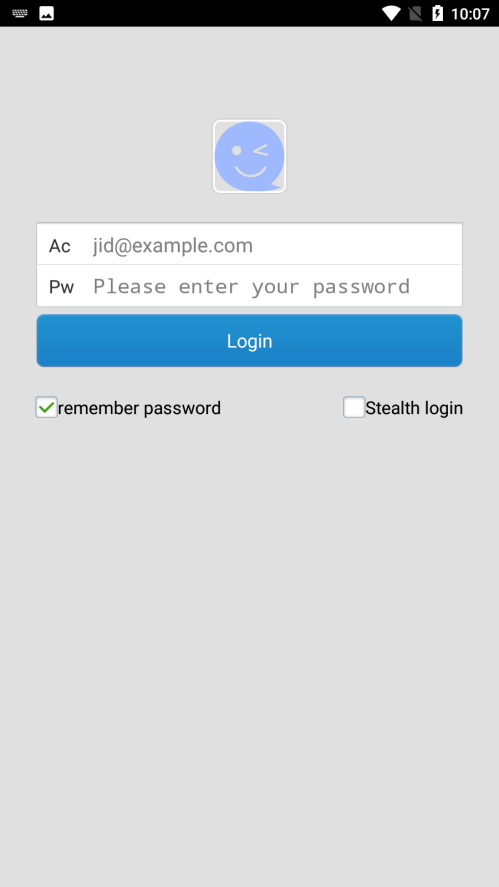 10:07
Ac jid@example.com
Pw Please enter your password
Login
remember password Stealth login